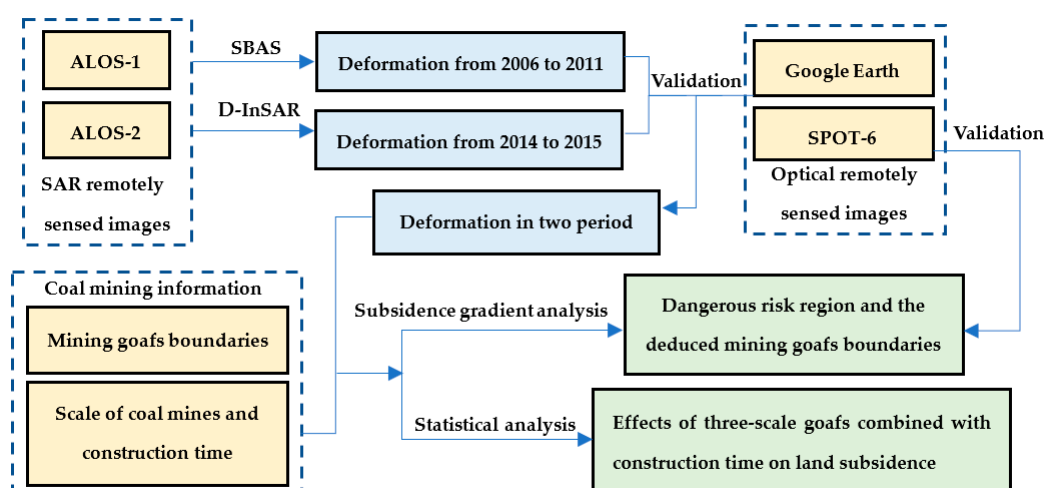 ALOS-1
SBAS
Deformation from 2006 to 2011
Validation
Google Earth
ALOS-2
D-InSAR
Deformation from 2014 to 2015
SPOT-6
Validation
SAR remotely
sensed images
Optical remotely
sensed images
Deformation in two period
Coal mining information
Mining goafs boundaries
Scale of coal mines and
construction time
Subsidence gradient analysis
Dangerous risk region and the
deduced mining goafs boundaries
Statistical analysis
Effects of three-scale goafs combined with
construction time on land subsidence